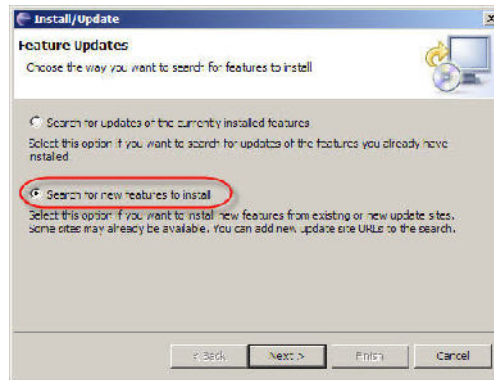 Install/Update
Feature Updates
Choose the way you want to search for features to install
Search for updates of the currently installed features
Select this option if you want to search for updates of the features you already have
installed.
Search for new features to install
Select this option if you want to install new features from existing or new update sites.
Some sites may already be available. You can add new update site URLs to the search.
< Back
Next >
Finish
Cancel